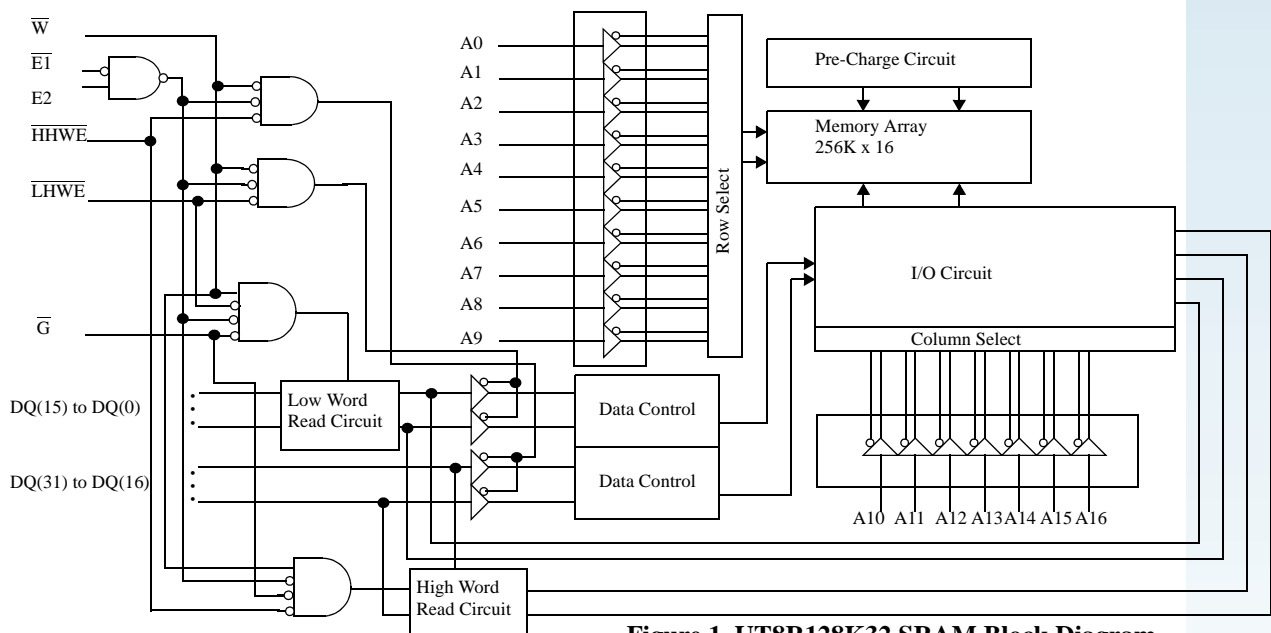 W
E1
E2
HHWE
LHWE
G
DQ(15) to DQ(0)
DQ(31) to DQ(16)
A0
A1
A2
A3
A4
A5
A6
A7
A8
A9
Row Select
Pre-Charge Circuit
Memory Array
256K x 16
I/O Circuit
Column Select
Low Word
Read Circuit
Data Control
Data Control
A10 A11 A12 A13 A14 A15 A16
High Word
Read Circuit
Figure 1. UT8R128K32 SRAM Block Diagram